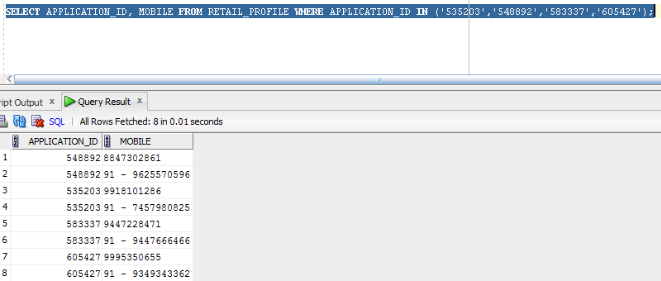 SELECT APPLICATION_ID, MOBILE FROM RETAIL_PROFILE WHERE APPLICATION_ID IN ('535203','548892','583337','605427');
ript Output x Query Result x
SQL | All Rows Fetched: 8 in 0.01 seconds
APPLICATION_ID MOBILE
1 548892 8847302861
2 548892 91 - 9625570596
3 535203 9918101286
4 535203 91 - 7457980825
5 583337 9447228471
6 583337 91 - 9447666466
7 605427 9995350655
8 605427 91 - 9349343362